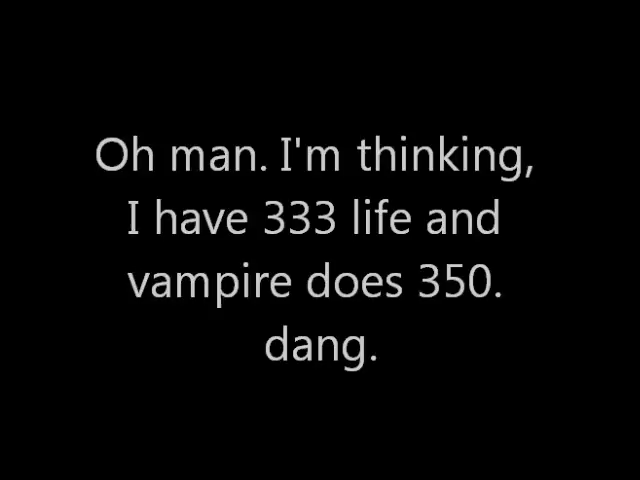 Oh man. I'm thinking,
I have 333 life and
vampire does 350.
dang.